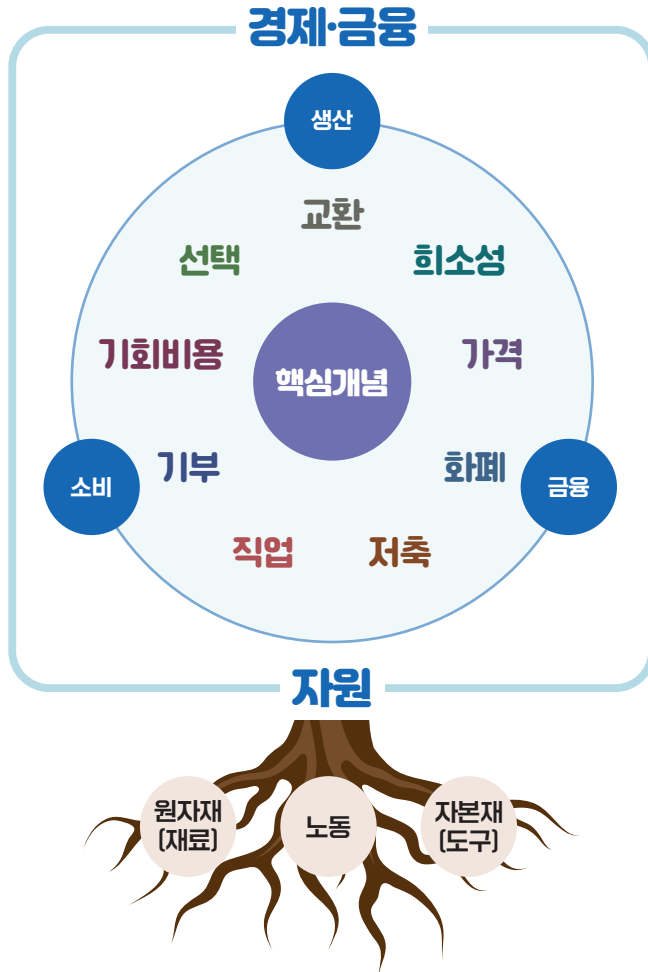 경제·금융
생산
교환
선택
희소성
기회비용
핵심개념
가격
소비
기부
화폐
금융
직업
저축
자원
원자재
(재료)
노동
자본재
(도구)